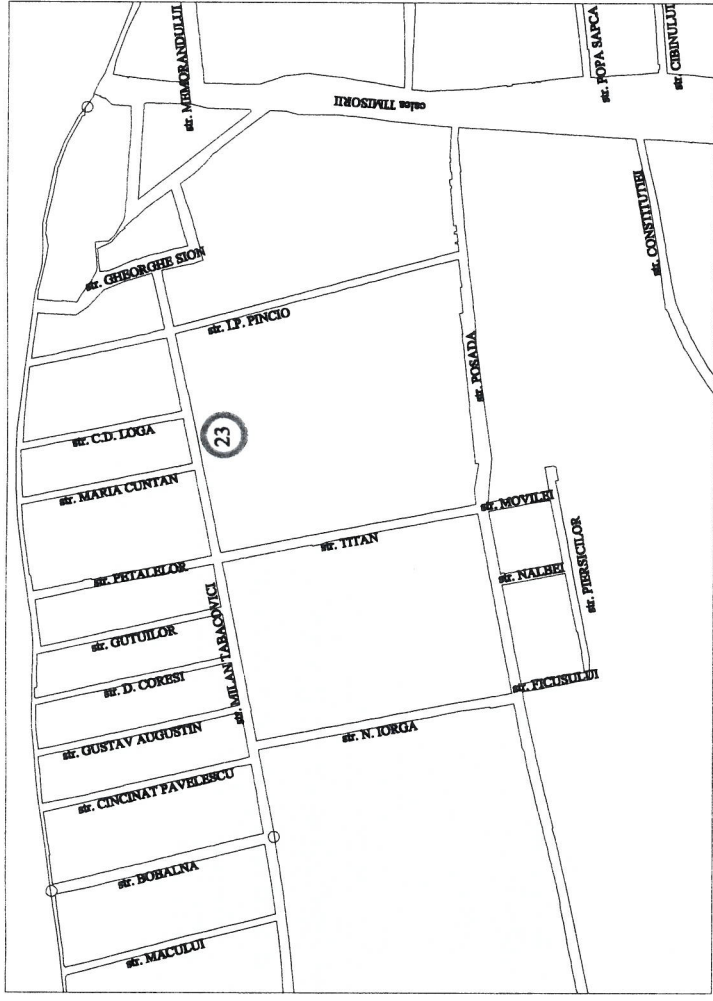 str. MEMORANDULUI
str. POPA SAPCA
str. CIBINULUI
calea TIMISORII
str. CONSTITUTIEI
str. GHEORGHE SION
str. I.P. PINCIO
str. POSADA
str. C.D. LOGA
23
str. MARIA CUNTAN
str. MOVILEI
str. TITAN
str. PETALELOR
str. NALBEI
str. PIERSICILOR
str. GUTUILOR
str. MILAN TABACOVICI
str. D. CORESI
str. FICUSULUI
str. GUSTAV AUGUSTIN
str. N. IORGA
str. CINCINAT PAVELESCU
str. BOBALNA
str. MACULUI